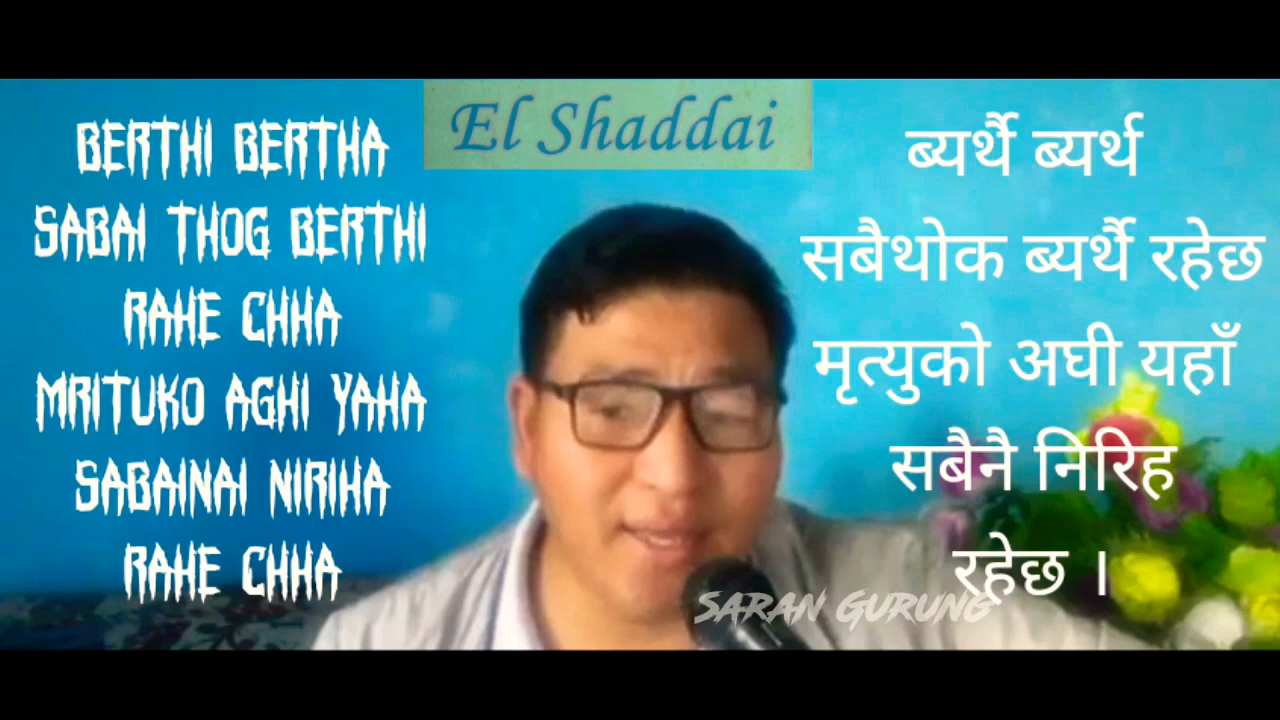 El Shaddai
BERTHI BERTHA
SABAI THOG BERTHI
RAHE CHHA
MRITUKO AGHI YAHA
SABAINAI NIRIHA
RAHE CHHA
ब्यर्थै ब्यर्थ
सबैथोक ब्यर्थै रहेछ
मृत्युको अघी यहाँ
सबैनै निरिह
रहेछ ।
SARAN GURUNG